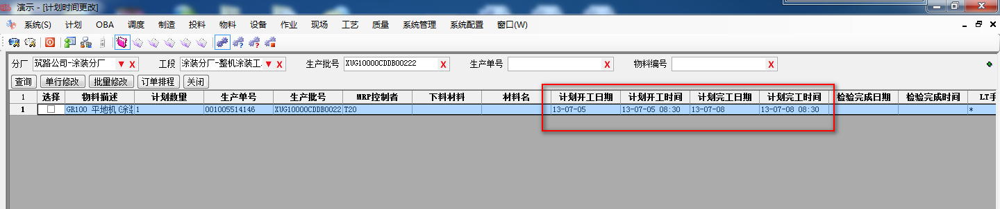 演示 - [计划时间更改]
系统(S) 计划 OBA 调度 制造 投料 物料 设备 作业 现场 工艺 质量 系统管理 系统配置 窗口(W)
分厂 筑路公司-涂装分厂 工段 涂装分厂-整机涂装工. 生产批号 XUG10000CDDB00222 生产单号 物料编号
查询 单行修改 批量修改 订单排程 关闭
1 选择 物料描述 计划数量 生产单号 生产批号 MRP控制者 下料材料 材料名 计划开工日期 计划开工时间 计划完工日期 计划完工时间 检验完成日期 检验完成时间 LT手
1 GR100 平地机(涂装 1 001005514146 XUG10000CDDB0022 T20 13-07-05 13-07-05 08:30 13-07-08 13-07-08 08:30 *